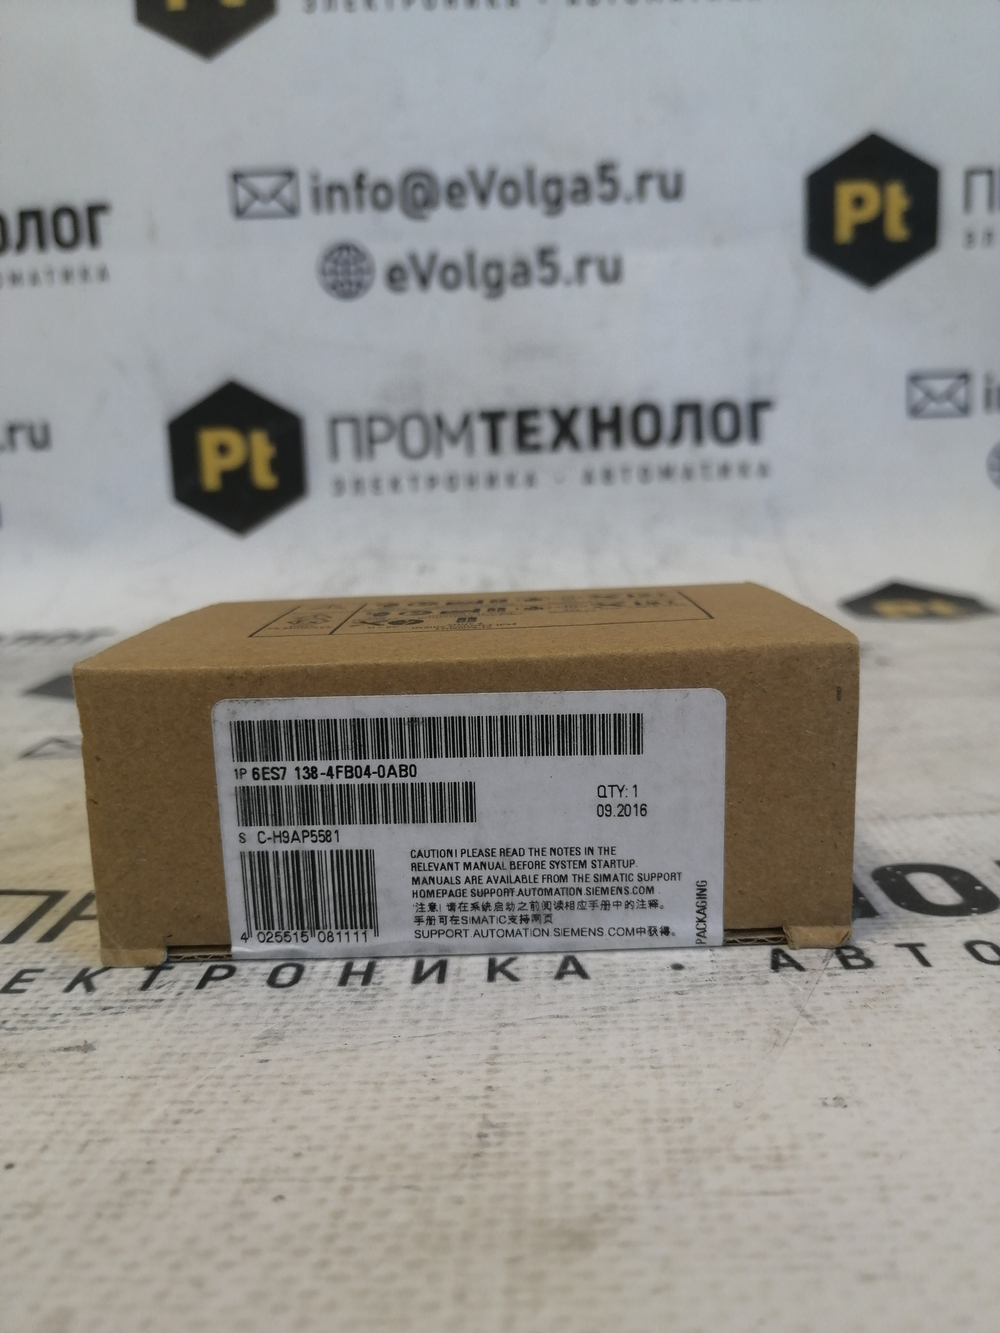 Pt
ЭЛЕКТРОНИКА · АВТОМАТИКА
info@eVolga5.ru
eVolga5.ru
Pt
ОЛОГ
ОМАТИКА
.ru
Pt
ПРОМТЕХНОЛОГ
ЭЛЕКТРОНИКА · АВТОМАТИКА
1P 6ES7 138-4FB04-0AB0
QTY: 1
09.2016
S C-H9AP5581
CAUTION! PLEASE READ THE NOTES IN THE
RELEVANT MANUAL BEFORE SYSTEM STARTUP.
MANUALS ARE AVAILABLE FROM THE SIMATIC SUPPORT
HOMEPAGE SUPPORT.AUTOMATION.SIEMENS.COM
注意! 请在系统启动之前阅读相应手册中的注释。
手册可在SIMATIC支持网页
SUPPORT.AUTOMATION.SIEMENS.COM中获得。
PACKAGING
4 025515 081111
ЕКТРОНИКА · АВТО